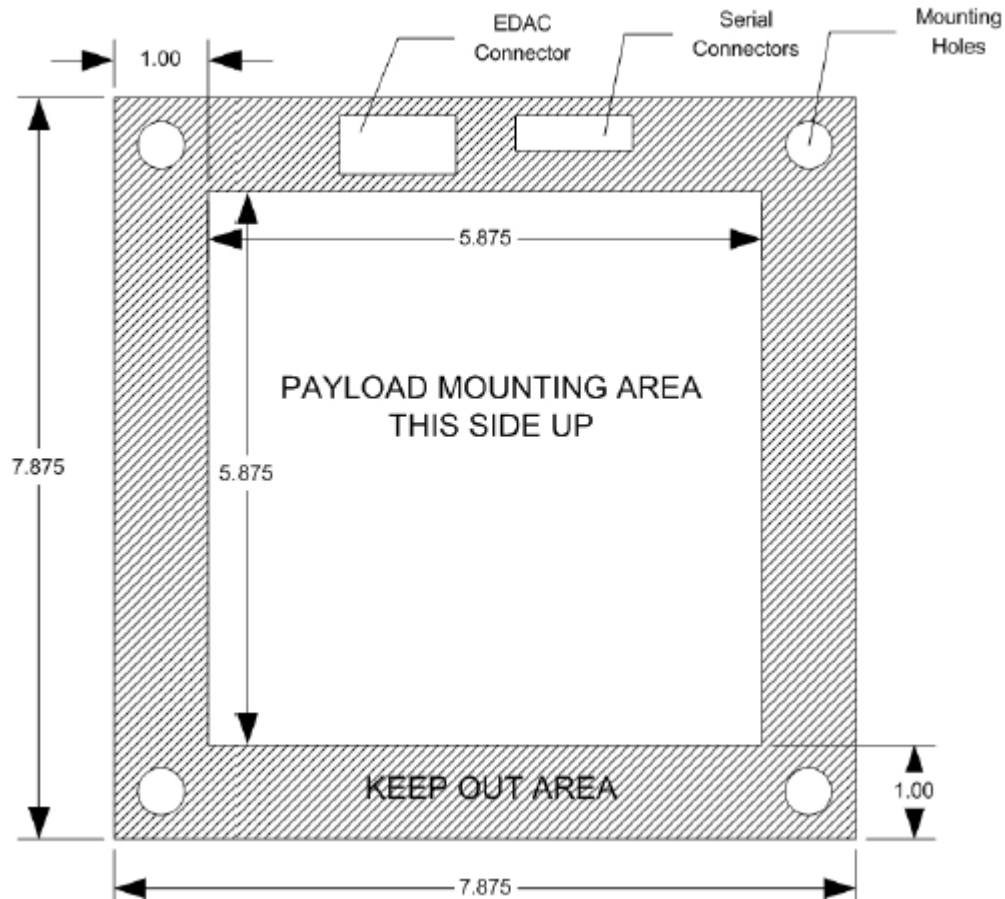 EDAC
Connector
Serial
Connectors
Mounting
Holes
1.00
5.875
PAYLOAD MOUNTING AREA
THIS SIDE UP
7.875
5.875
KEEP OUT AREA
1.00
7.875